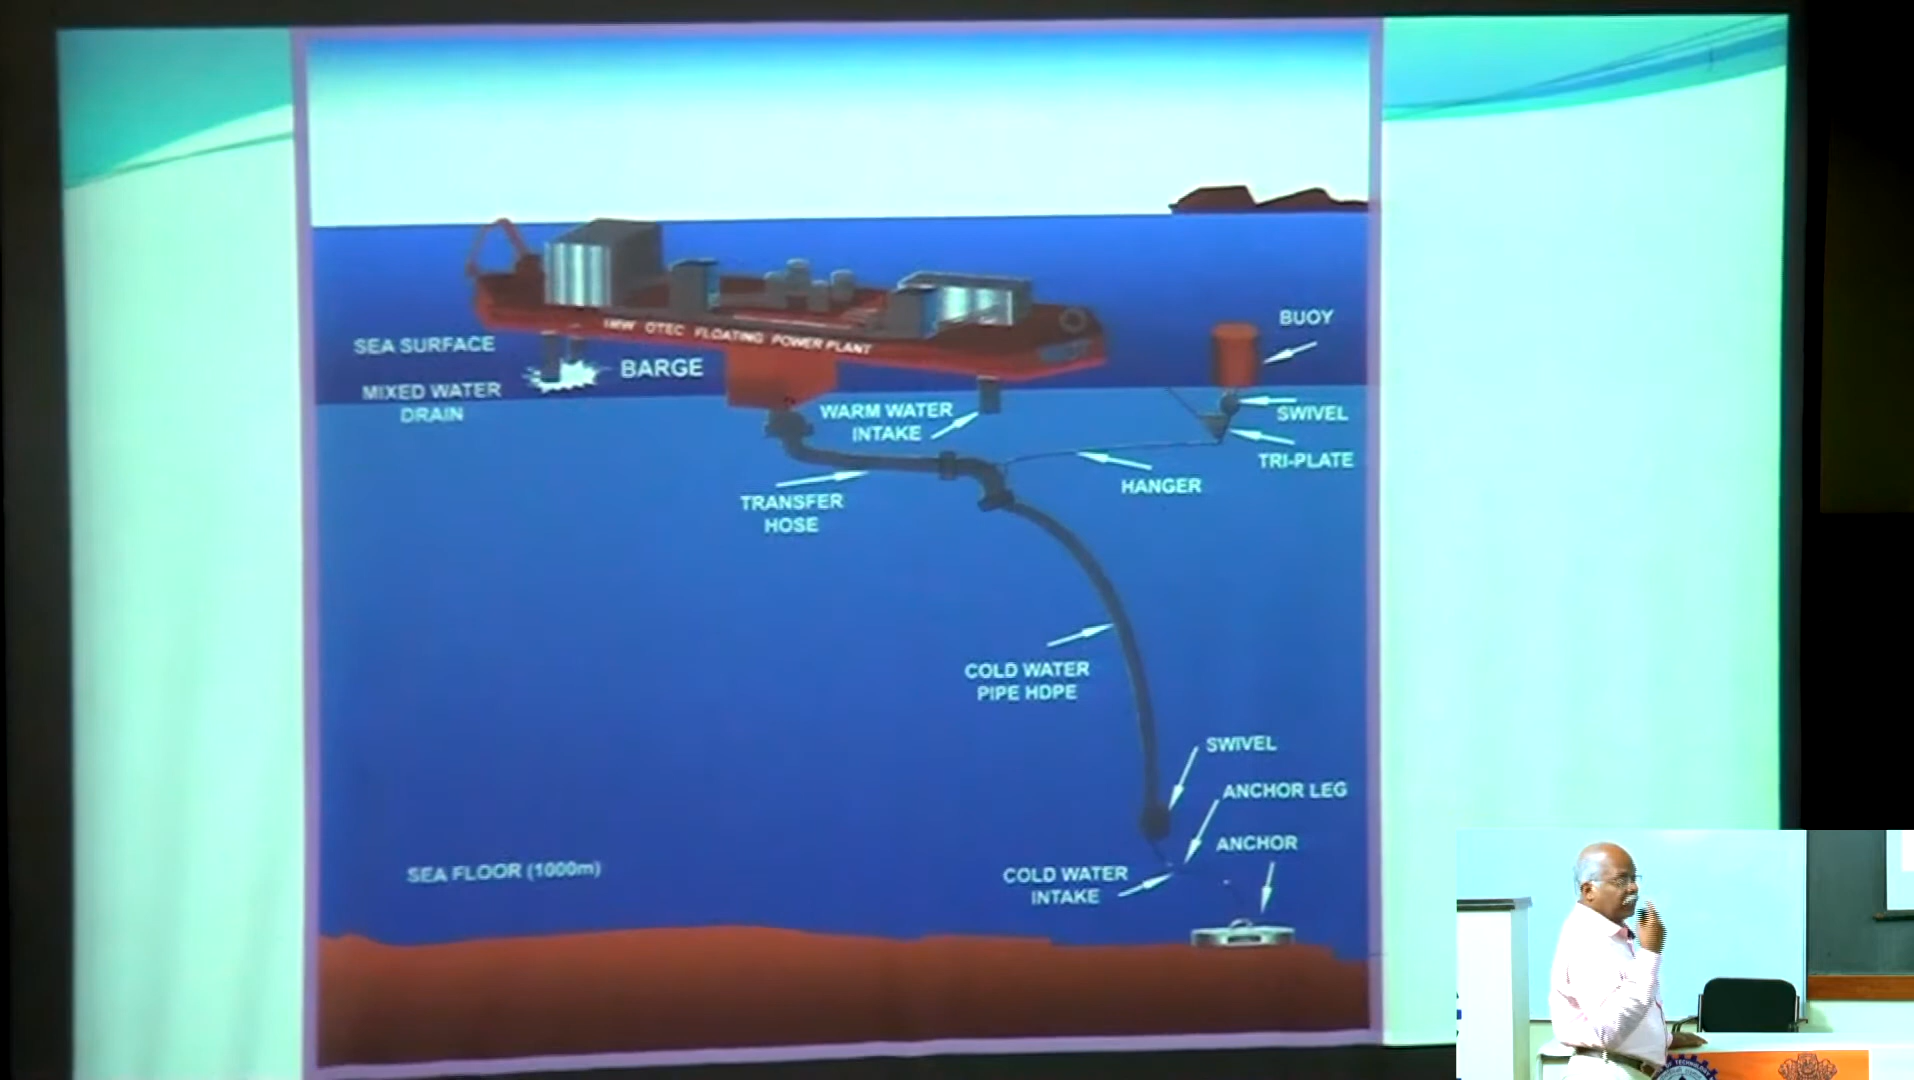 1MW OTEC FLOATING POWER PLANT
BUOY
SEA SURFACE
BARGE
MIXED WATER
DRAIN
WARM WATER
INTAKE
SWIVEL
TRI-PLATE
HANGER
TRANSFER
HOSE
COLD WATER
PIPE HDPE
SWIVEL
ANCHOR LEG
ANCHOR
COLD WATER
INTAKE
SEA FLOOR (1000m)